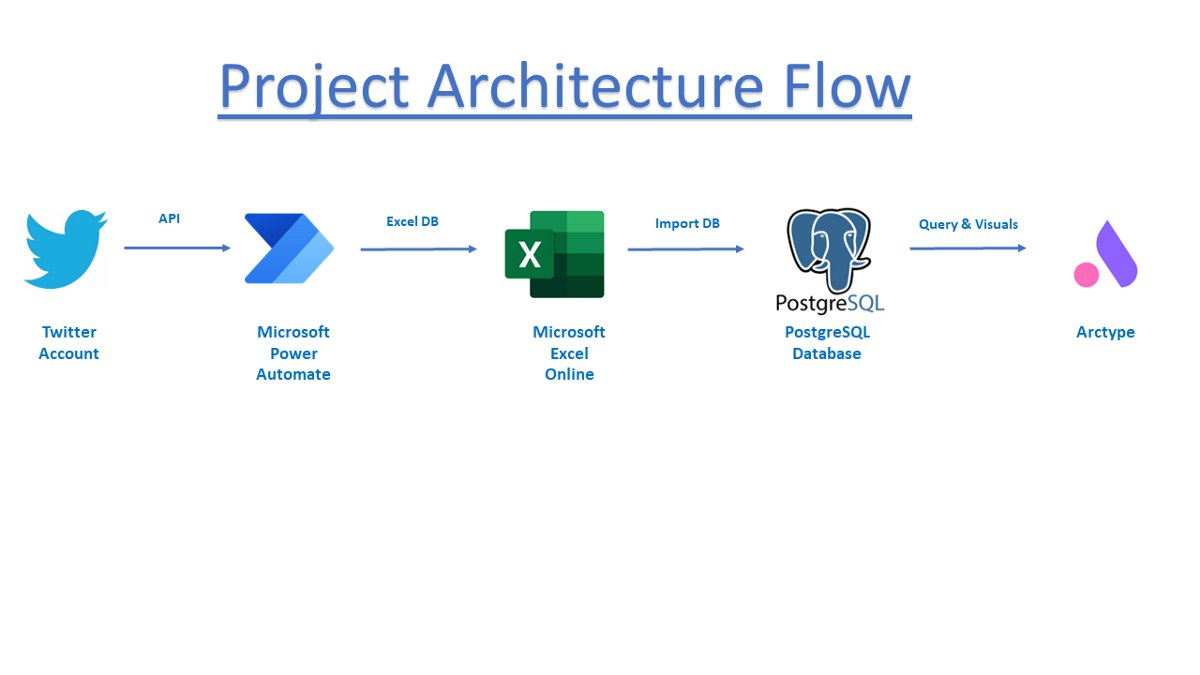 Project Architecture Flow
API
Excel DB
Import DB
Query & Visuals
X
PostgreSQL
Twitter
Account
Microsoft
Power
Automate
Microsoft
Excel
Online
PostgreSQL
Database
Arctype